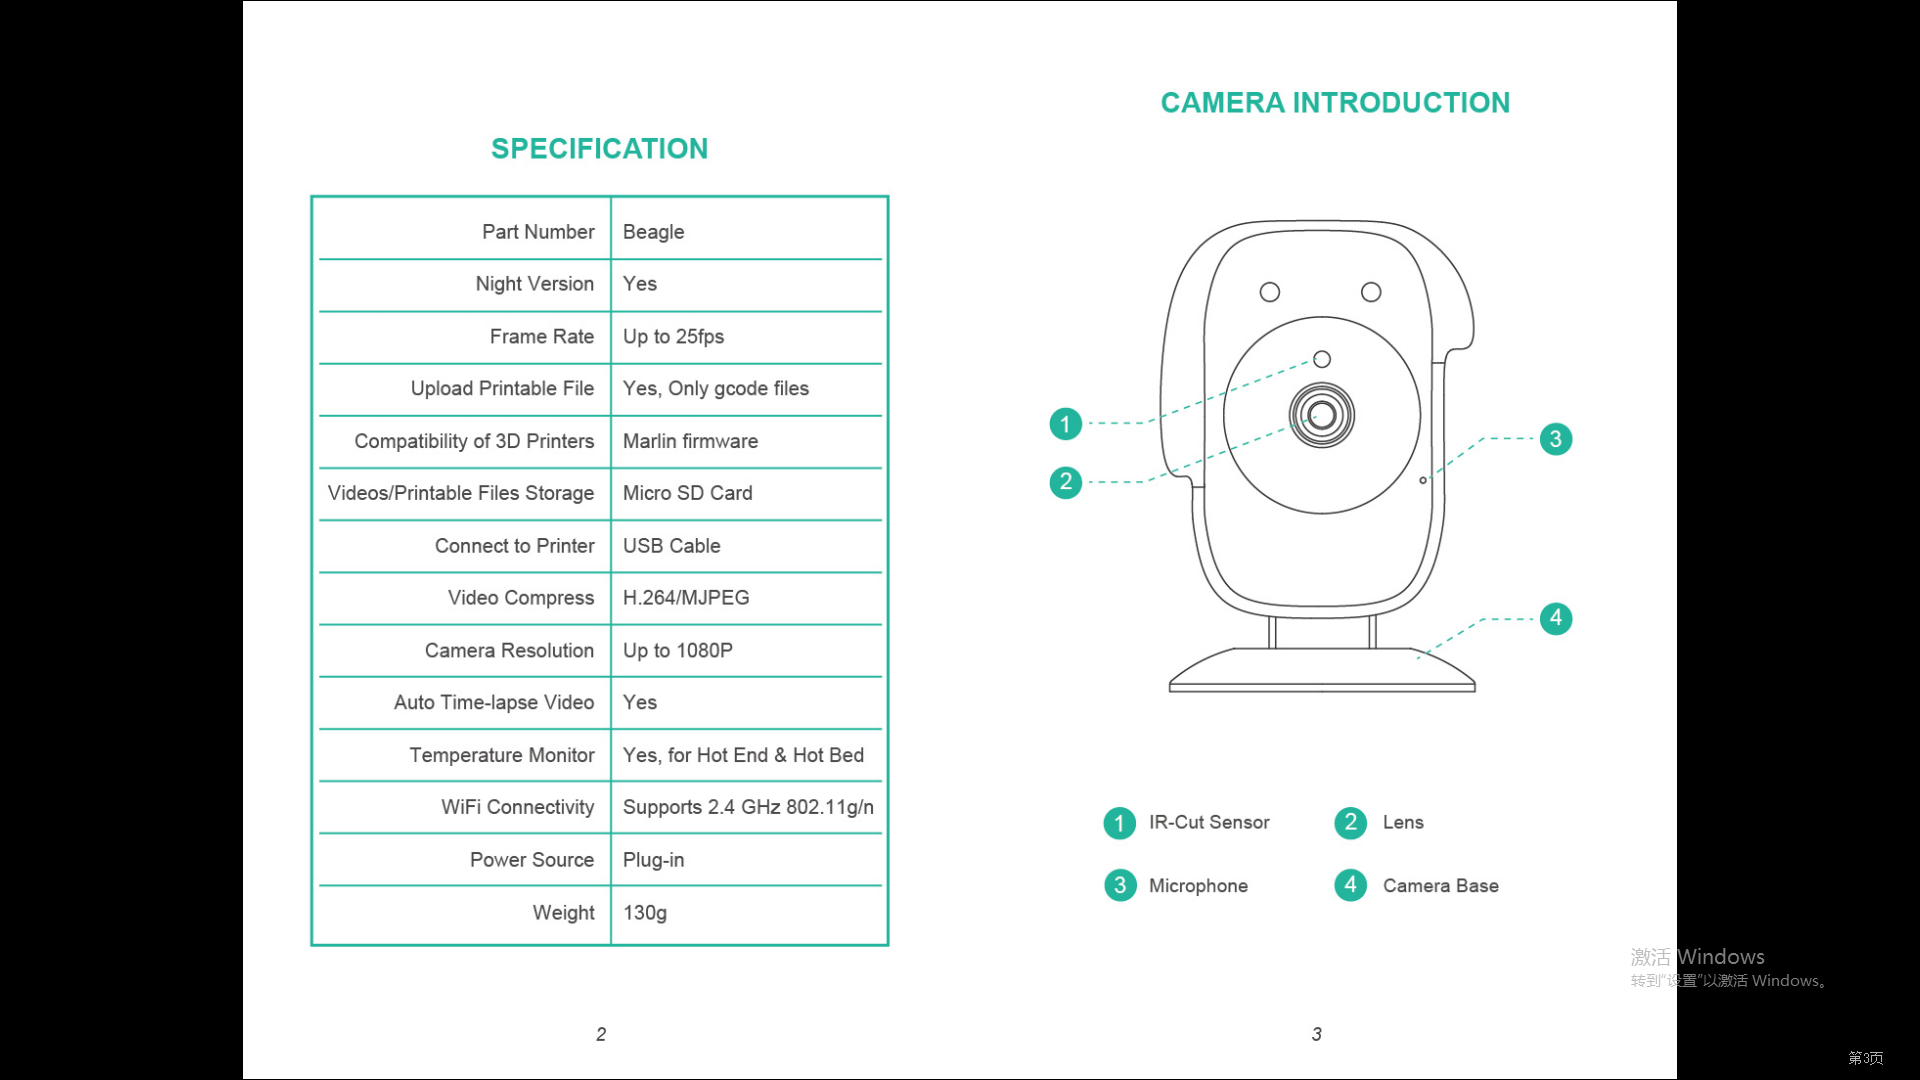 SPECIFICATION
Part Number Beagle
Night Version Yes
Frame Rate Up to 25fps
Upload Printable File Yes, Only gcode files
Compatibility of 3D Printers Marlin firmware
Videos/Printable Files Storage Micro SD Card
Connect to Printer USB Cable
Video Compress H.264/MJPEG
Camera Resolution Up to 1080P
Auto Time-lapse Video Yes
Temperature Monitor Yes, for Hot End & Hot Bed
WiFi Connectivity Supports 2.4 GHz 802.11g/n
Power Source Plug-in
Weight 130g
2
CAMERA INTRODUCTION
1
2
3
4
1 IR-Cut Sensor 2 Lens
3 Microphone 4 Camera Base
3
激活 Windows
转到“设置”以激活 Windows。
第3页